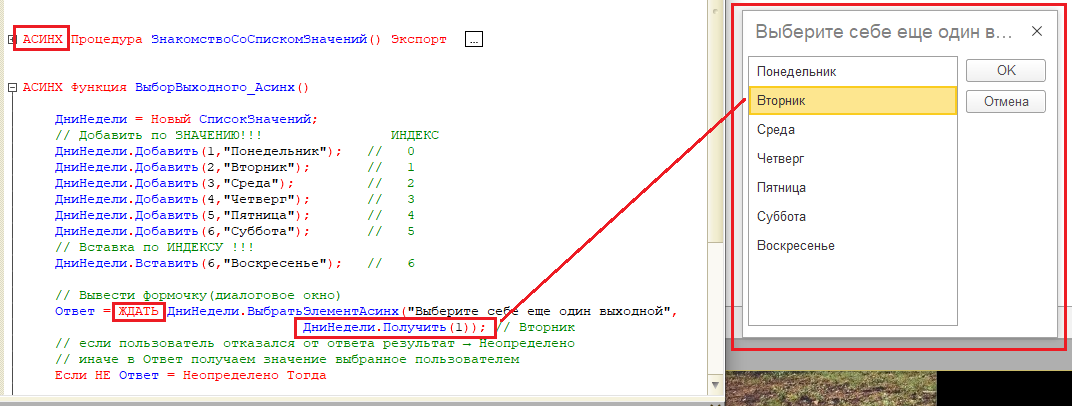 АСИНХ Процедура ЗнакомствоСоСпискомЗначений() Экспорт ...
АСИНХ Функция ВыборВыходного_Асинх()
ДниНедели = Новый СписокЗначений;
// Добавить по ЗНАЧЕНИЮ!!! ИНДЕКС
ДниНедели.Добавить(1,"Понедельник"); // 0
ДниНедели.Добавить(2,"Вторник"); // 1
ДниНедели.Добавить(3,"Среда"); // 2
ДниНедели.Добавить(4,"Четверг"); // 3
ДниНедели.Добавить(5,"Пятница"); // 4
ДниНедели.Добавить(6,"Суббота"); // 5
// Вставка по ИНДЕКСУ !!!
ДниНедели.Вставить(6,"Воскресенье"); // 6
// Вывести формочку(диалоговое окно)
Ответ = ЖДАТЬ ДниНедели.ВыбратьЭлементАсинх("Выберите себе еще один выходной",
ДниНедели.Получить(1)); // Вторник
// если пользователь отказался от ответа результат → Неопределено
// иначе в Ответ получаем значение выбранное пользователем
Если НЕ Ответ = Неопределено Тогда
Выберите себе еще один в...
Понедельник
Вторник
Среда
Четверг
Пятница
Суббота
Воскресенье
OK
Отмена